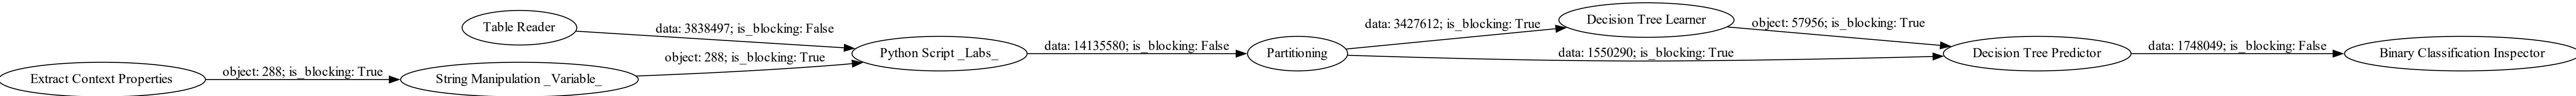 Table Reader
data: 3838497; is_blocking: False
Extract Context Properties
object: 288; is_blocking: True
String Manipulation _Variable_
object: 288; is_blocking: True
Python Script _Labs_
data: 14135580; is_blocking: False
Partitioning
data: 3427612; is_blocking: True
Decision Tree Learner
object: 57956; is_blocking: True
data: 1550290; is_blocking: True
Decision Tree Predictor
data: 1748049; is_blocking: False
Binary Classification Inspector